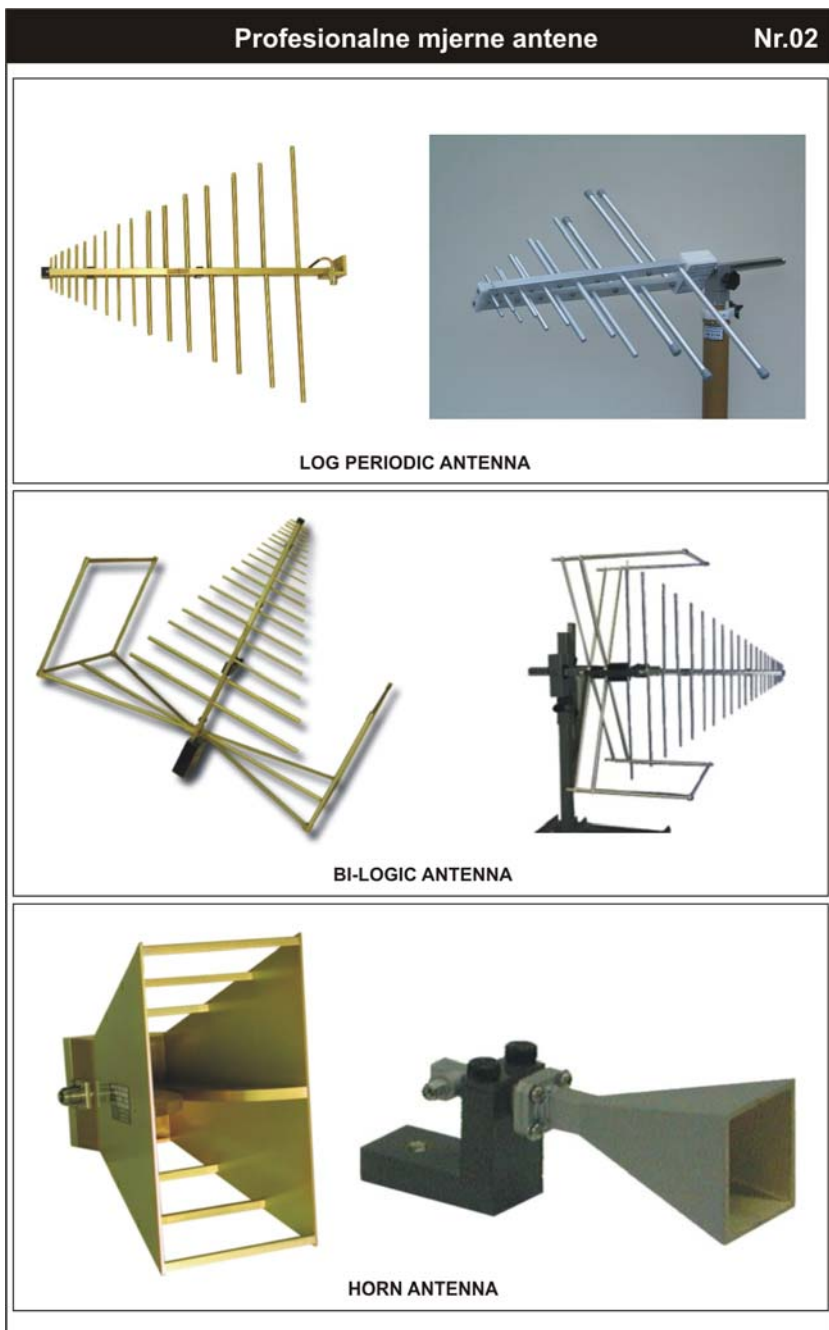 Profesionalne mjerne antene Nr.02
LOG PERIODIC ANTENNA
BI-LOGIC ANTENNA
HORN ANTENNA